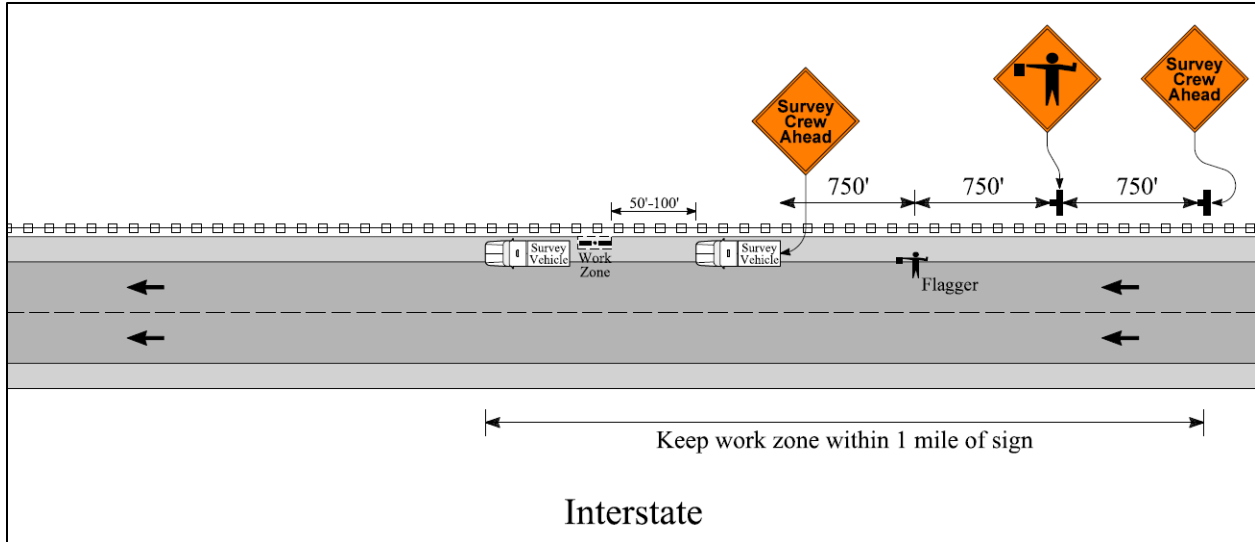 Survey
Crew
Ahead
Survey
Crew
Ahead
750'
750'
750'
50'-100'
Survey
Vehicle
Work
Zone
Survey
Vehicle
Flagger
Keep work zone within 1 mile of sign
Interstate